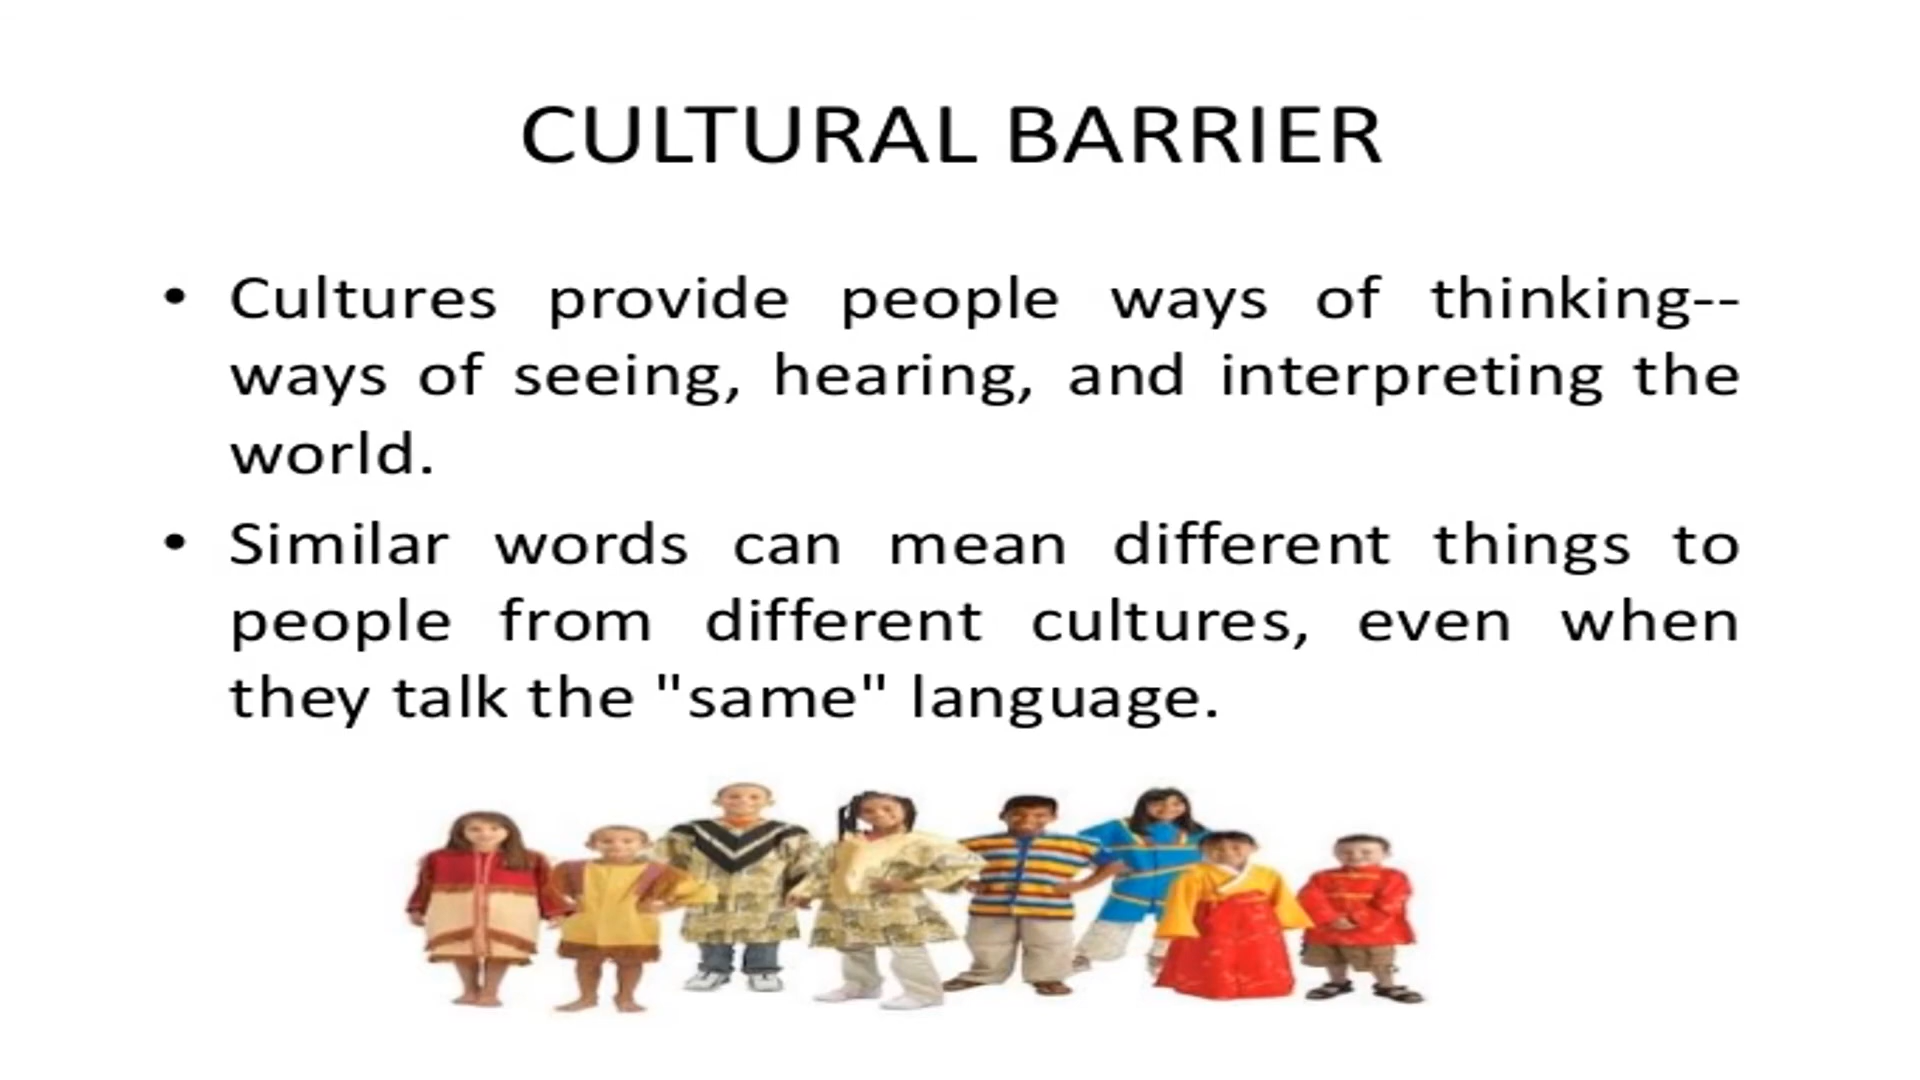 CULTURAL BARRIER
• Cultures provide people ways of thinking--
ways of seeing, hearing, and interpreting the
world.
• Similar words can mean different things to
people from different cultures, even when
they talk the "same" language.